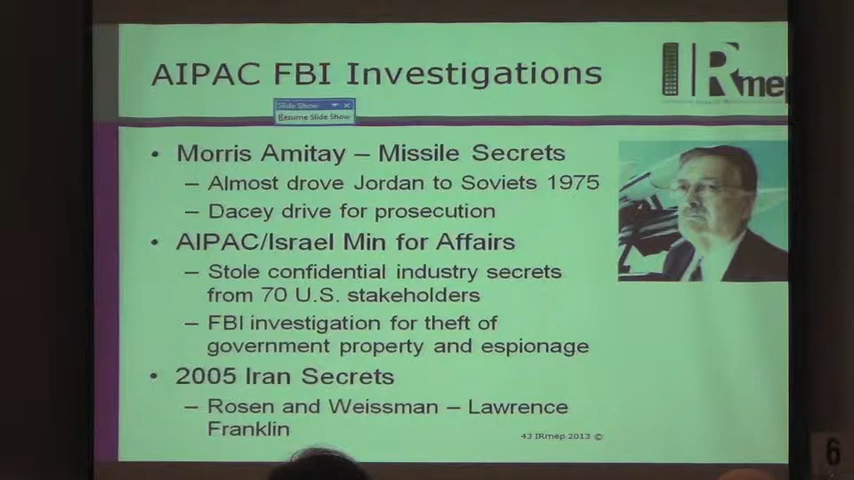 AIPAC FBI Investigations
IRmep
Slide Show
Resume Slide Show
• Morris Amitay – Missile Secrets
– Almost drove Jordan to Soviets 1975
– Dacey drive for prosecution
• AIPAC/Israel Min for Affairs
– Stole confidential industry secrets
from 70 U.S. stakeholders
– FBI investigation for theft of
government property and espionage
• 2005 Iran Secrets
– Rosen and Weissman – Lawrence
Franklin
43 IRmep 2013 ©
6